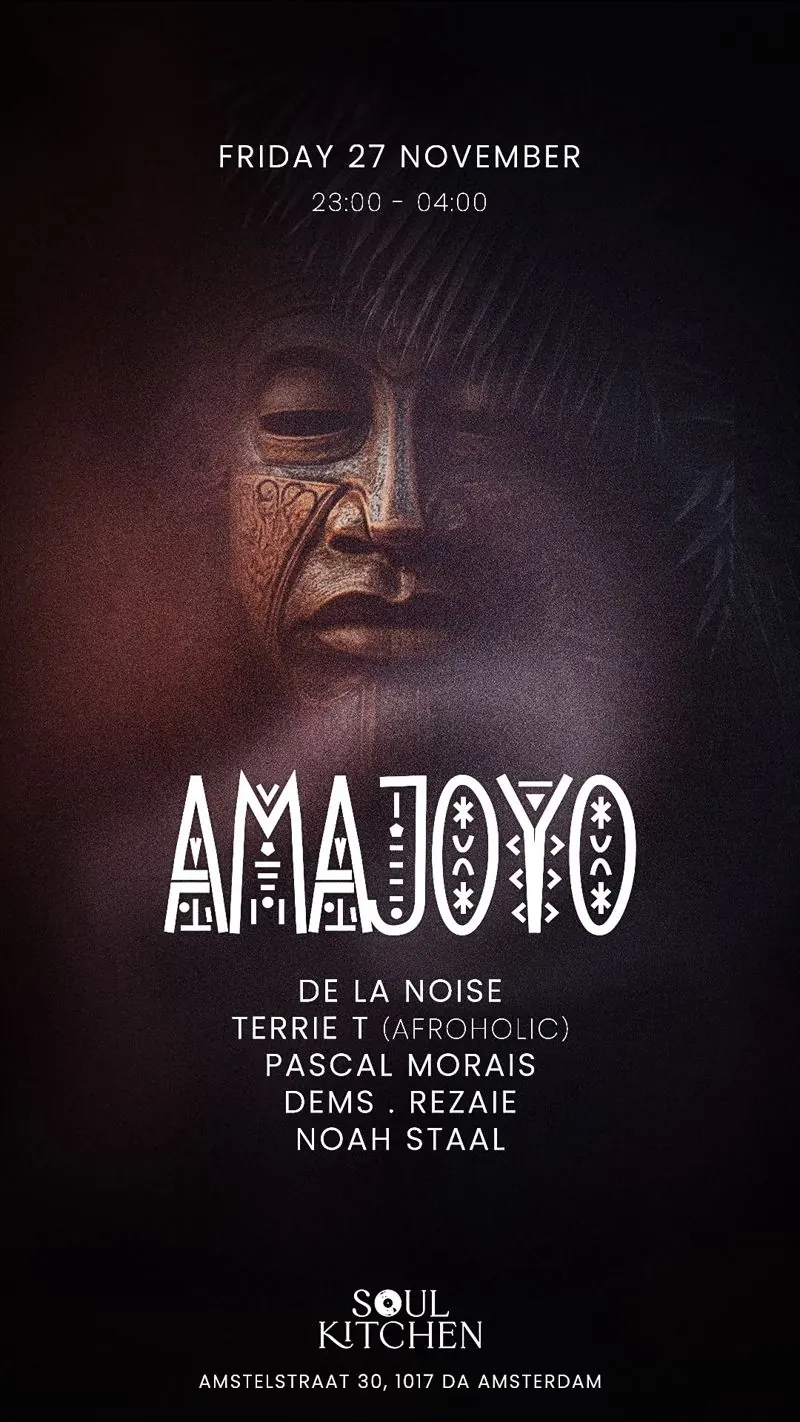 FRIDAY 27 NOVEMBER
23:00 - 04:00
AMAJOYO
DE LA NOISE
TERRIE T (AFROHOLIC)
PASCAL MORAIS
DEMS . REZAIE
NOAH STAAL
SOUL
KITCHEN
AMSTELSTRAAT 30, 1017 DA AMSTERDAM